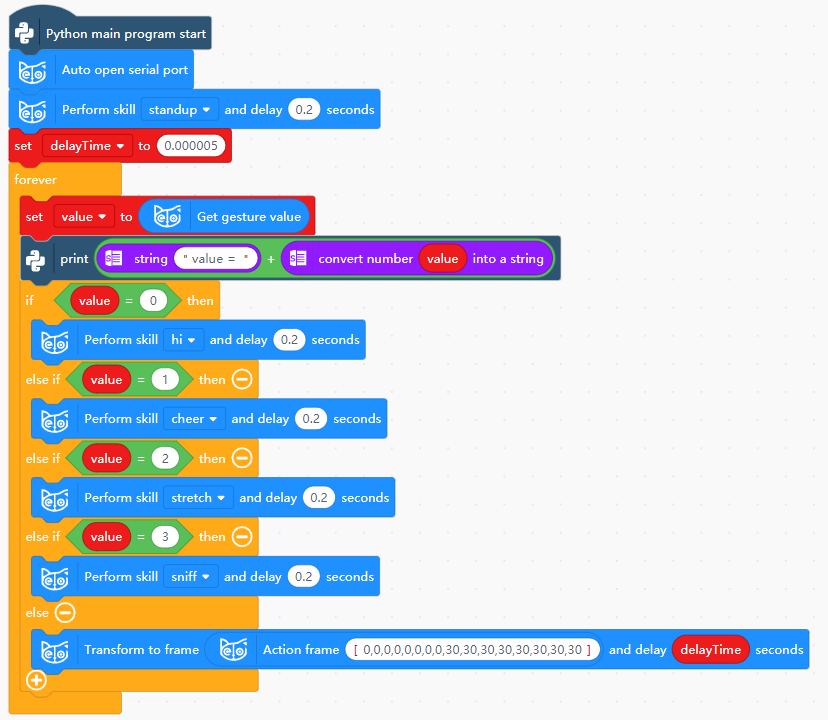 Python main program start
Auto open serial port
Perform skill standup and delay 0.2 seconds
set delayTime to 0.000005
forever
set value to Get gesture value
print string " value = " + convert number value into a string
if value = 0 then
Perform skill hi and delay 0.2 seconds
else if value = 1 then
Perform skill cheer and delay 0.2 seconds
else if value = 2 then
Perform skill stretch and delay 0.2 seconds
else if value = 3 then
Perform skill sniff and delay 0.2 seconds
else
Transform to frame Action frame [ 0,0,0,0,0,0,0,0,30,30,30,30,30,30,30,30 ] and delay delayTime seconds